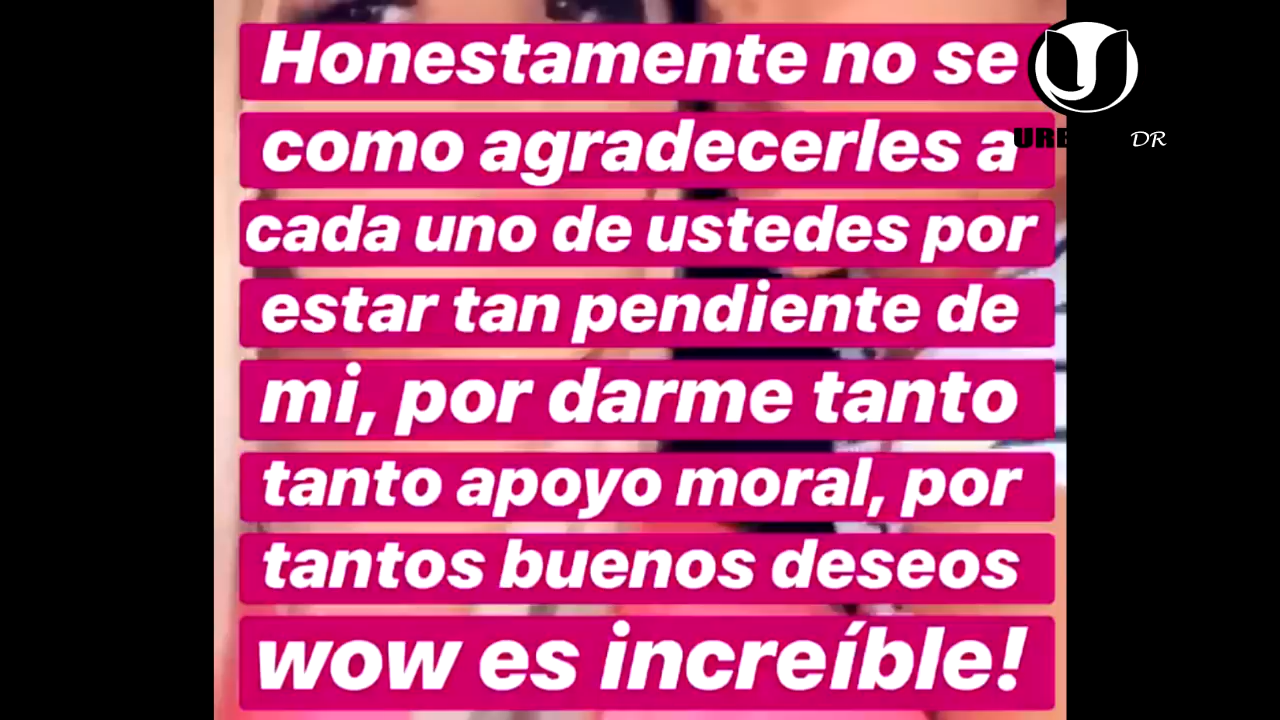 Honestamente no se
como agradecerles a
cada uno de ustedes por
estar tan pendiente de
mi, por darme tanto
tanto apoyo moral, por
tantos buenos deseos
wow es increíble!
DR